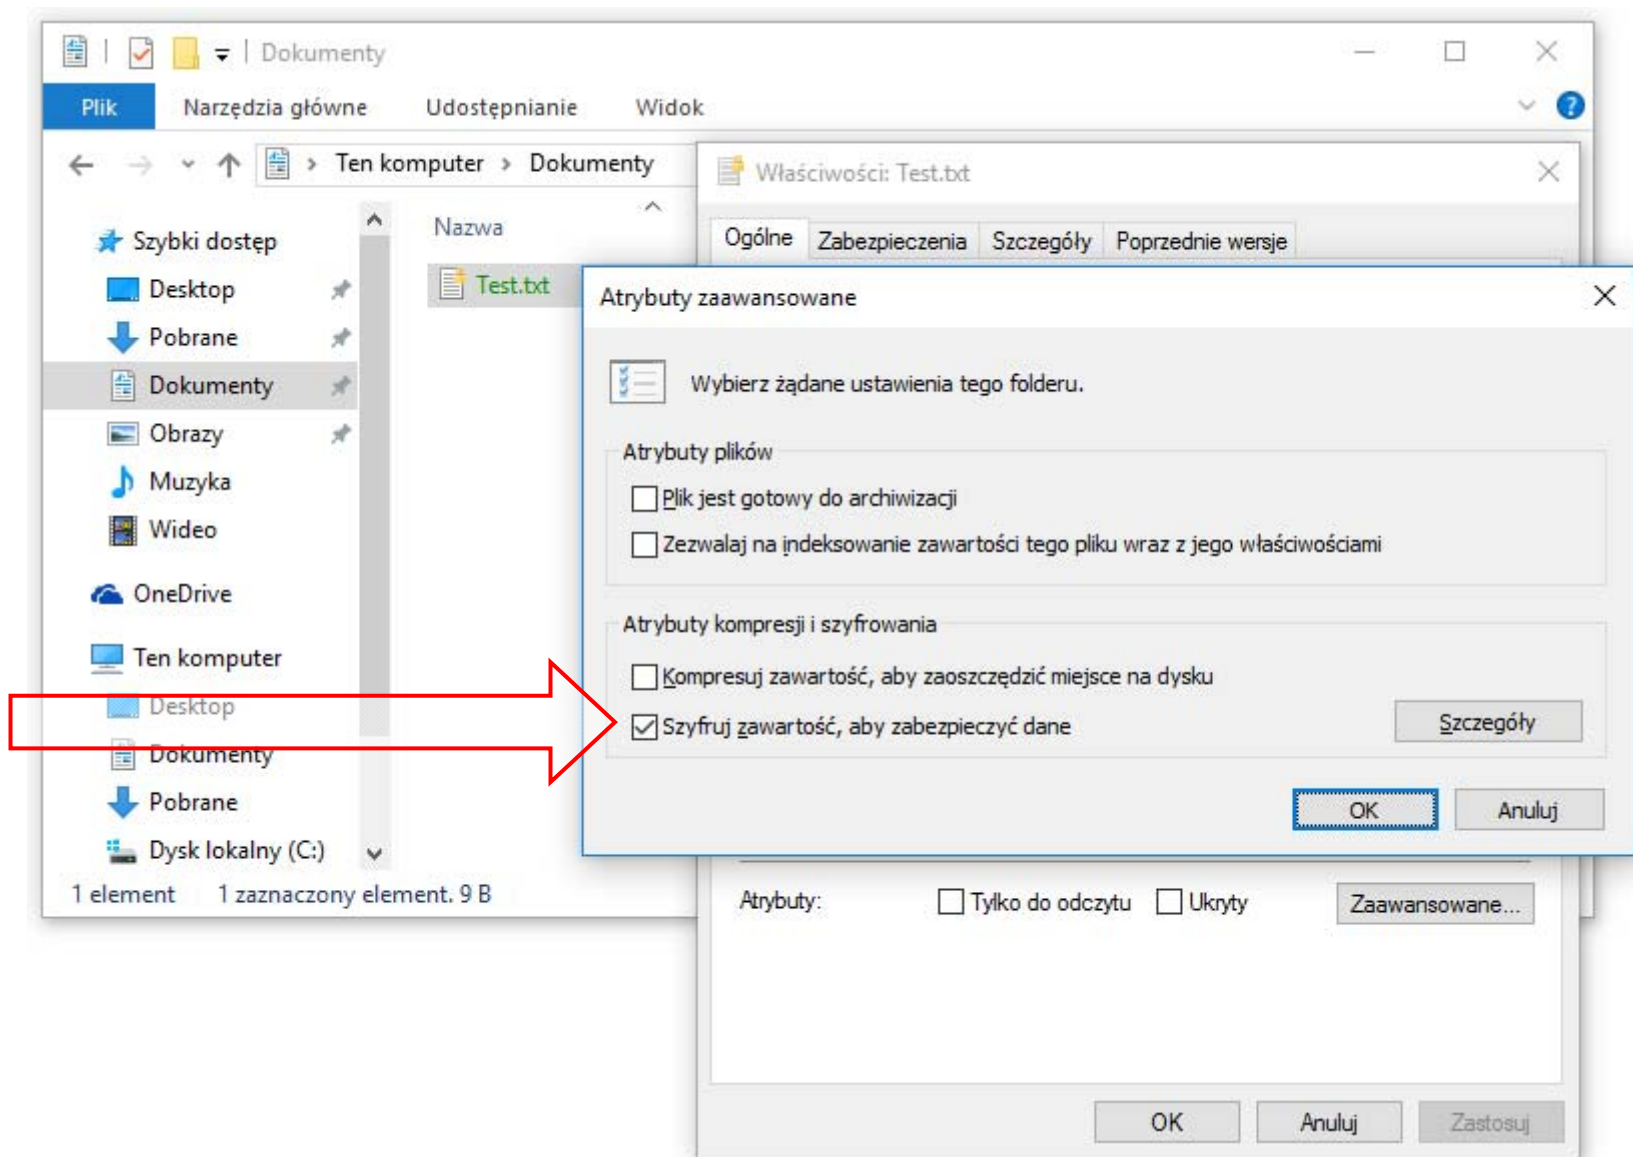 Dokumenty
Plik Narzędzia główne Udostępnianie Widok
Ten komputer > Dokumenty
Szybki dostęp
Desktop
Pobrane
Dokumenty
Obrazy
Muzyka
Wideo
OneDrive
Ten komputer
Desktop
Dokumenty
Pobrane
Dysk lokalny (C:)
Nazwa
Test.txt
1 element 1 zaznaczony element. 9 B
Właściwości: Test.txt
Ogólne Zabezpieczenia Szczegóły Poprzednie wersje
Atrybuty zaawansowane
Wybierz żądane ustawienia tego folderu.
Atrybuty plików
Plik jest gotowy do archiwizacji
Zezwalaj na indeksowanie zawartości tego pliku wraz z jego właściwościami
Atrybuty kompresji i szyfrowania
Kompresuj zawartość, aby zaoszczędzić miejsce na dysku
Szyfruj zawartość, aby zabezpieczyć dane
Szczegóły
OK Anuluj
Atrybuty: Tylko do odczytu Ukryty Zaawansowane...
OK Anuluj Zastosuj